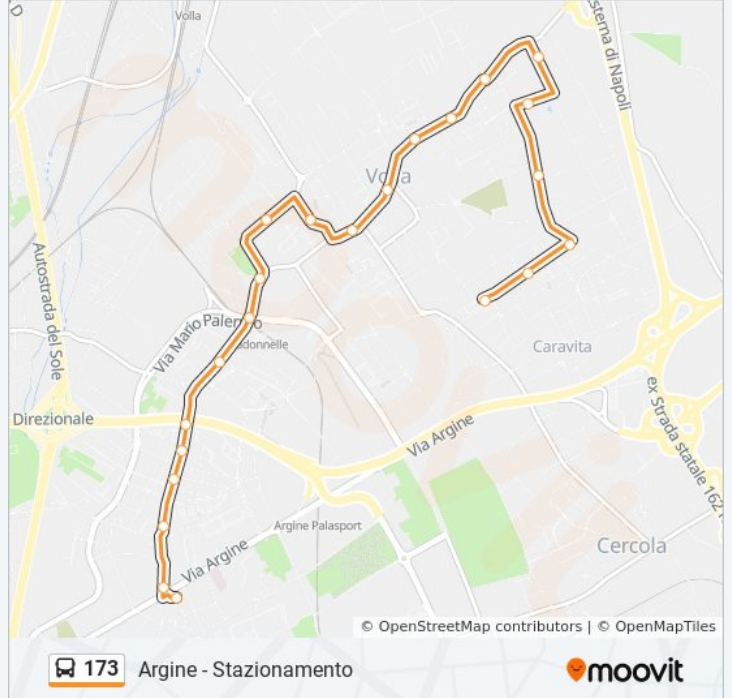 D
Volla
esterna di Napoli
Volla
Autostrada del Sole
Via Mario Palermo
Caravita
Direzionale
Via Argine
ex Strada statale 162
Argine Palasport
Via Argine
Cercola
© OpenStreetMap contributors | © OpenMapTiles
173
Argine - Stazionamento
moovit